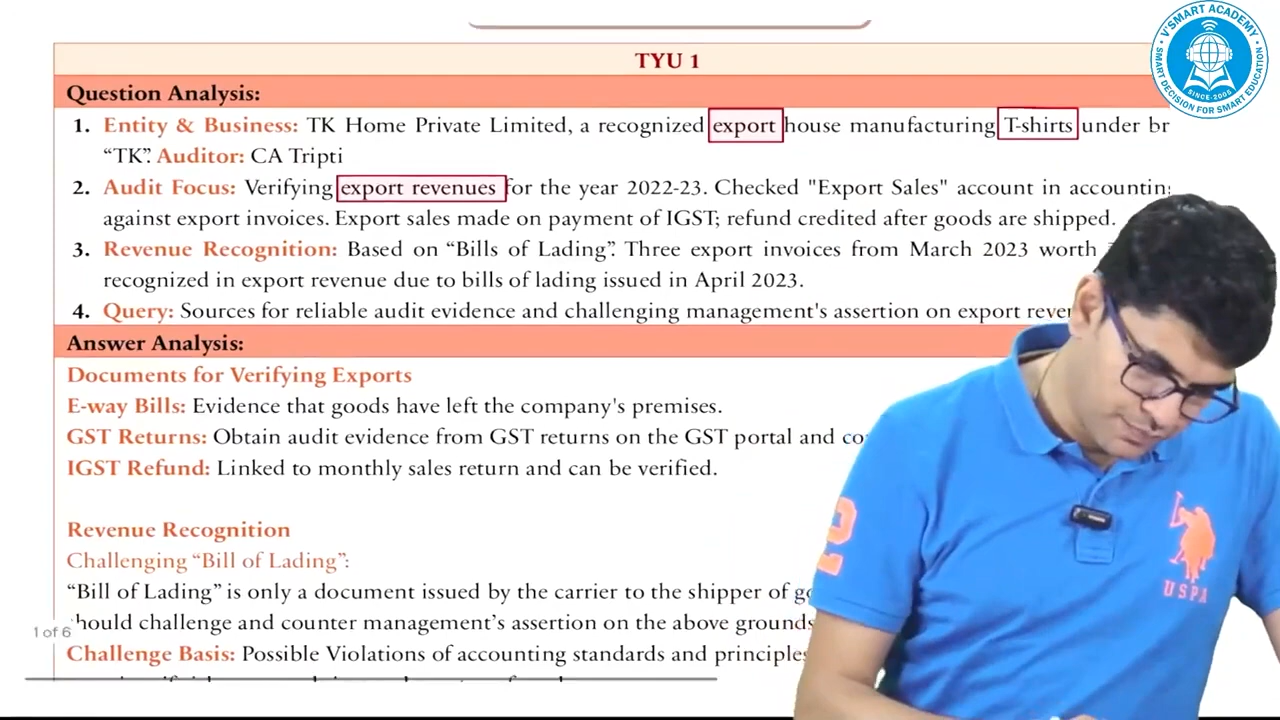 V'SMART ACADEMY
SMART DECISION FOR SMART EDUCATION
SINCE-2005
TYU 1
Question Analysis:
1. Entity & Business: TK Home Private Limited, a recognized export house manufacturing T-shirts under br
“TK”. Auditor: CA Tripti
2. Audit Focus: Verifying export revenues for the year 2022-23. Checked "Export Sales" account in accountin
against export invoices. Export sales made on payment of IGST; refund credited after goods are shipped.
3. Revenue Recognition: Based on “Bills of Lading”. Three export invoices from March 2023 worth
recognized in export revenue due to bills of lading issued in April 2023.
4. Query: Sources for reliable audit evidence and challenging management's assertion on export reve
Answer Analysis:
Documents for Verifying Exports
E-way Bills: Evidence that goods have left the company's premises.
GST Returns: Obtain audit evidence from GST returns on the GST portal and co
IGST Refund: Linked to monthly sales return and can be verified.
Revenue Recognition
Challenging “Bill of Lading”:
“Bill of Lading” is only a document issued by the carrier to the shipper of go
hould challenge and counter management’s assertion on the above grounds
1 of 6
Challenge Basis: Possible Violations of accounting standards and principles
2
USPA